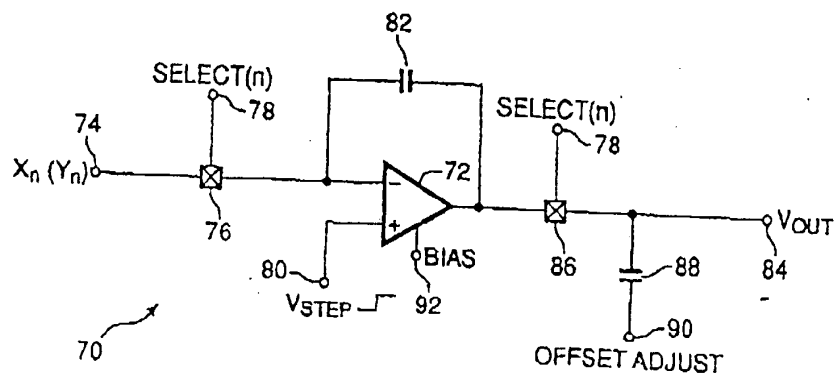 82
SELECT(n)
78
SELECT(n)
78
74
Xn (Yn)
76
72
−
+
80
VSTEP
BIAS
92
86
88
VOUT
84
90
OFFSET ADJUST
70